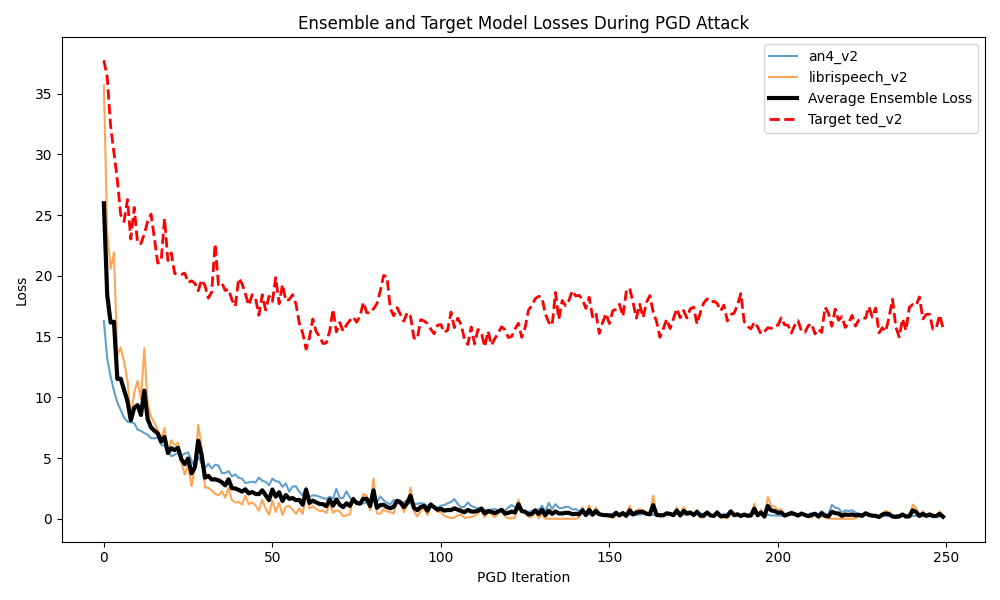 Ensemble and Target Model Losses During PGD Attack
an4_v2
librispeech_v2
Average Ensemble Loss
Target ted_v2
Loss
35
30
25
20
15
10
5
0
0 50 100 150 200 250
PGD Iteration